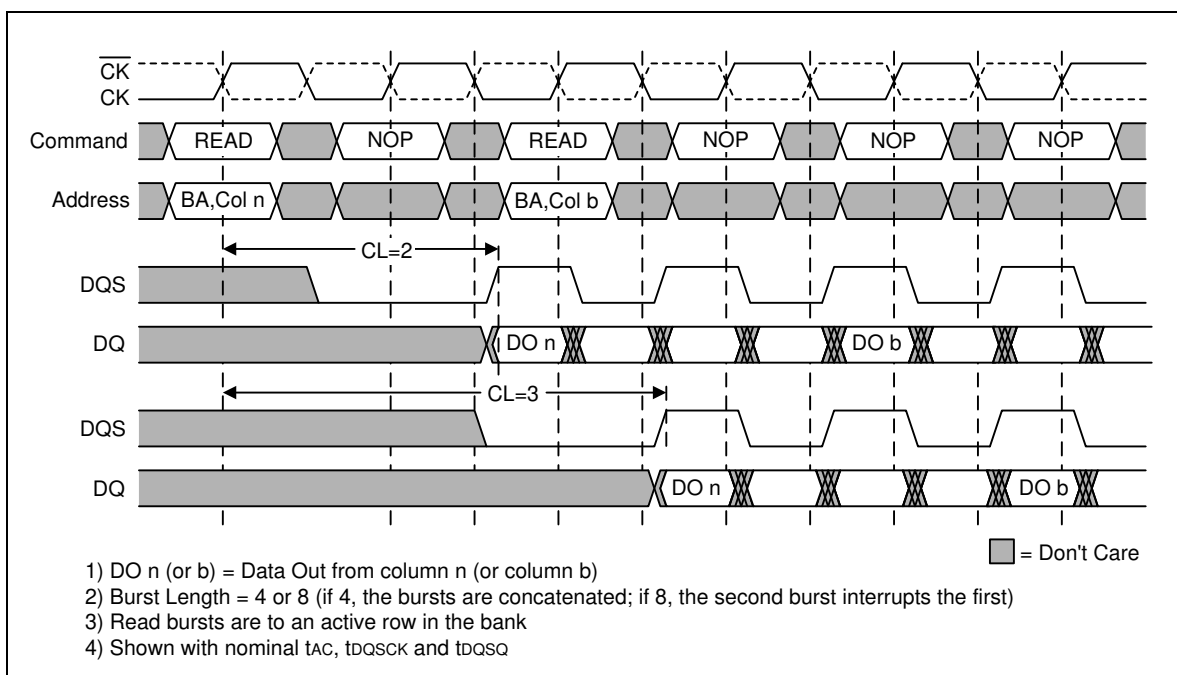 CK
CK
Command READ NOP READ NOP NOP NOP
Address BA,Col n BA,Col b
CL=2
DQS
DQ DO n DO b
CL=3
DQS
DQ DO n DO b
= Don't Care
1) DO n (or b) = Data Out from column n (or column b)
2) Burst Length = 4 or 8 (if 4, the bursts are concatenated; if 8, the second burst interrupts the first)
3) Read bursts are to an active row in the bank
4) Shown with nominal tAC, tDQSCK and tDQSQ